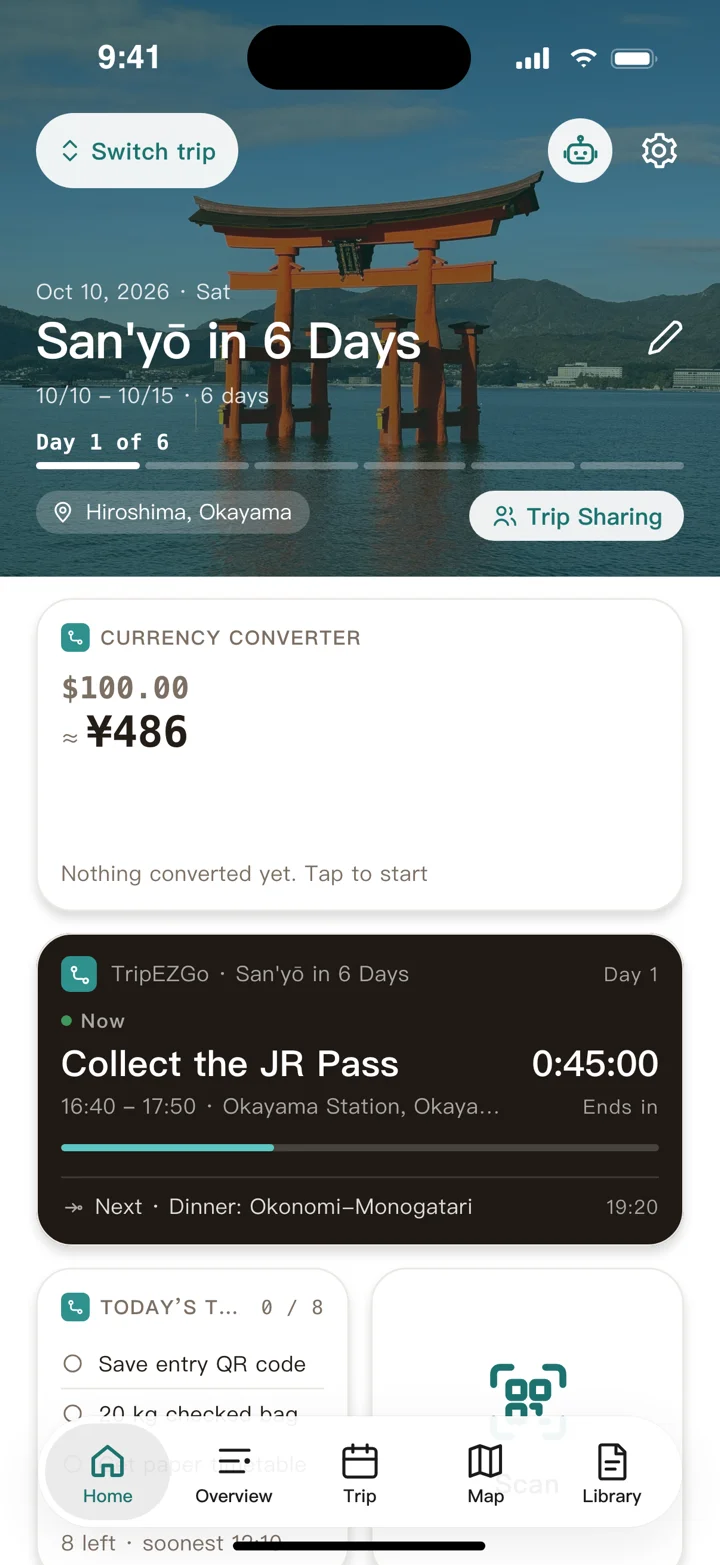 9:41
Switch trip
Oct 10, 2026 · Sat
San'yō in 6 Days
10/10 – 10/15 · 6 days
Day 1 of 6
Hiroshima, Okayama
Trip Sharing
CURRENCY CONVERTER
$100.00
≈ ¥486
Nothing converted yet. Tap to start
TripEZGo · San'yō in 6 Days
Day 1
Now
Collect the JR Pass
0:45:00
16:40 – 17:50 · Okayama Station, Okaya...
Ends in
Next · Dinner: Okonomi–Monogatari
19:20
TODAY’S T... 0 / 8
Save entry QR code
20 kg checked bag
paper timetable
Scan
Home
Overview
Trip
Map
Library
8 left · soonest 12:10